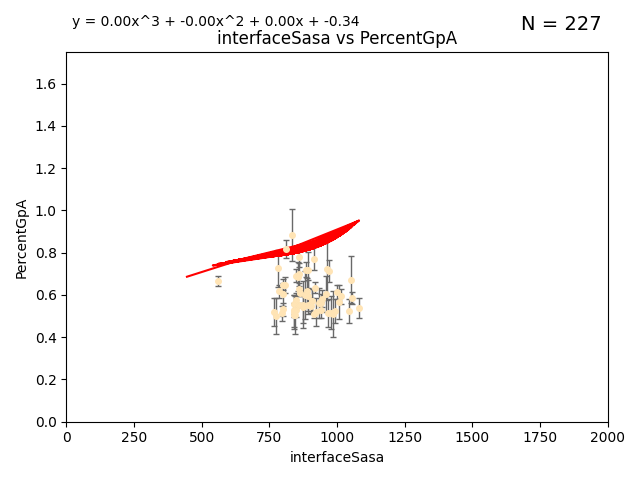 y = 0.00x^3 + -0.00x^2 + 0.00x + -0.34
N = 227
interfaceSasa vs PercentGpA
PercentGpA
1.6
1.4
1.2
1.0
0.8
0.6
0.4
0.2
0.0
0 250 500 750 1000 1250 1500 1750 2000
interfaceSasa